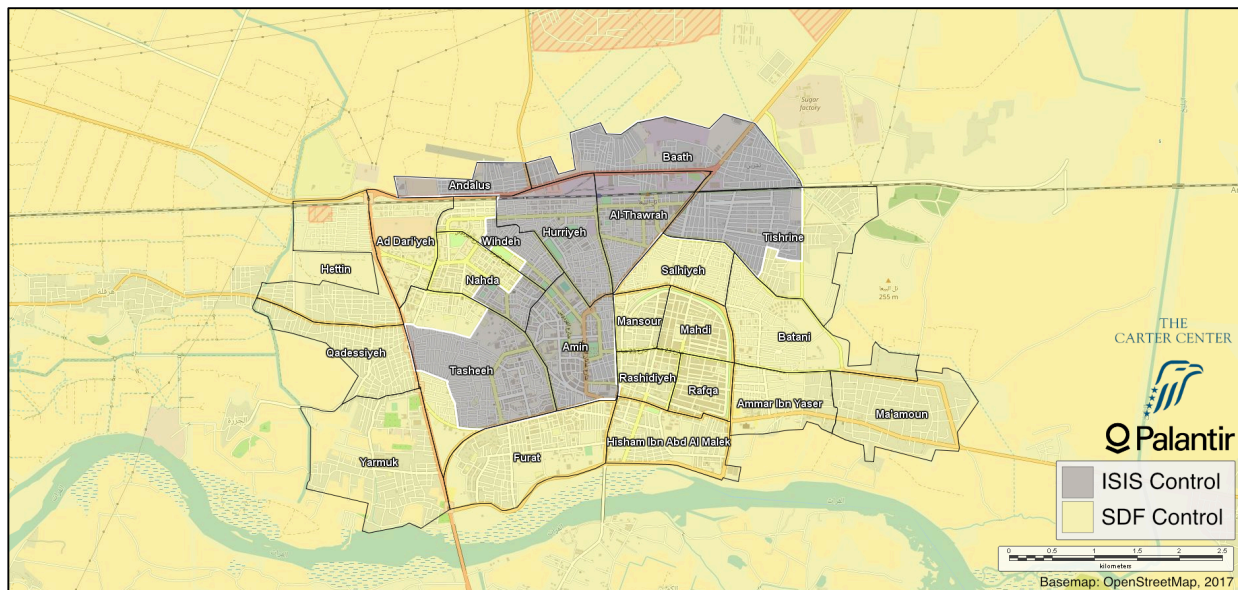 Sugar
factory
Baath
Andalus
Al-Thawrah
Hurriyeh
Tishrine
Ad Darl'yeh
Wihdeh
Hettin
Nahda
Salhiyeh
255 m
Mansour
Mahdi
Batani
Amin
Qadessiyeh
Tasheeh
Rashidiyeh
Rafqa
Ammar Ibn Yaser
Ma'amoun
Hisham Ibn Abd Al Malek
Furat
Yarmuk
THE
CARTER CENTER
Palantir
ISIS Control
SDF Control
0 0.5 1 1.5 2 2.5
kilometers
Basemap: OpenStreetMap, 2017